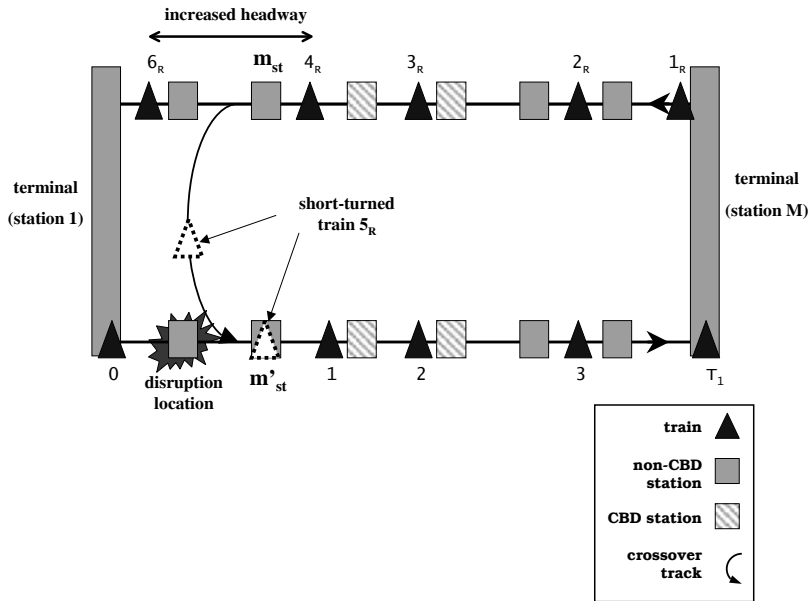 increased headway
6R
mst
4R
3R
2R
1R
terminal
(station 1)
short-turned
train 5R
terminal
(station M)
0
disruption
location
m'st
1
2
3
T1
train
non-CBD
station
CBD station
crossover
track